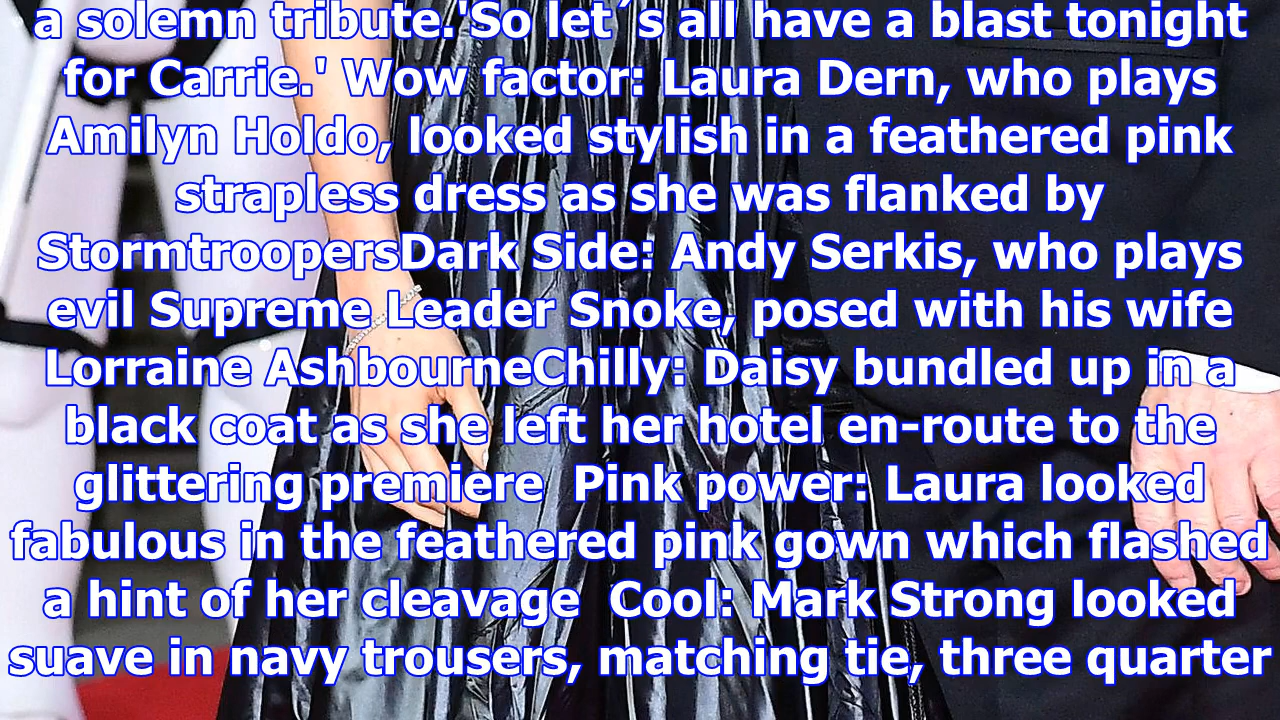 a solemn tribute.'So let´s all have a blast tonight
for Carrie.' Wow factor: Laura Dern, who plays
Amilyn Holdo, looked stylish in a feathered pink
strapless dress as she was flanked by
StormtroopersDark Side: Andy Serkis, who plays
evil Supreme Leader Snoke, posed with his wife
Lorraine AshbourneChilly: Daisy bundled up in a
black coat as she left her hotel en-route to the
glittering premiere  Pink power: Laura looked
fabulous in the feathered pink gown which flashed
a hint of her cleavage  Cool: Mark Strong looked
suave in navy trousers, matching tie, three quarter